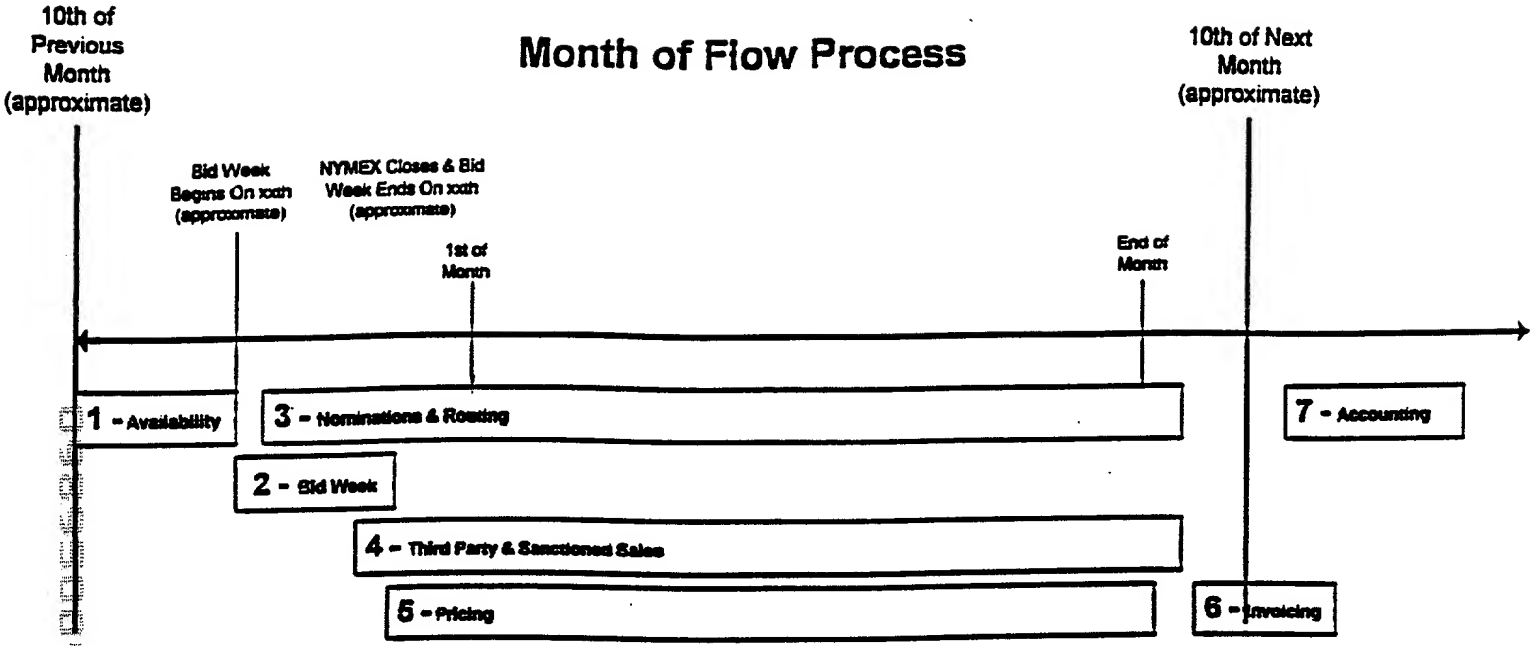 10th of
Previous
Month
(approximate)
Month of Flow Process
10th of Next
Month
(approximate)
Bid Week
Begins On xxth
(approximate)
NYMEX Closes & Bid
Week Ends On xxth
(approximate)
1st of
Month
End of
Month
1 - Availability
3 - Nominations & Routing
7 - Accounting
2 - Bid Week
4 - Third Party & Sanctioned Sales
5 - Pricing
6 - Invoicing